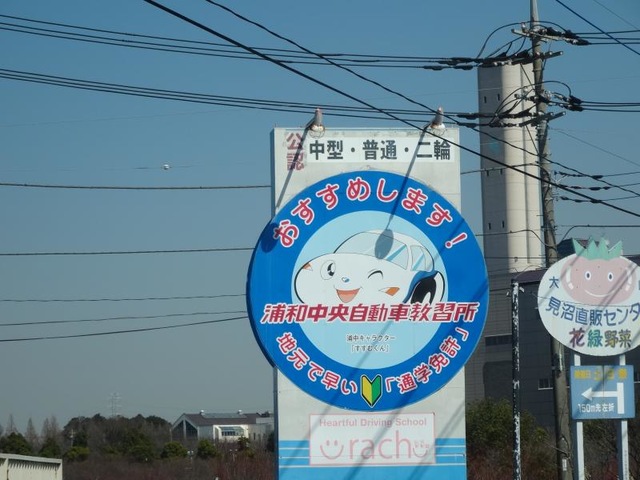 公認
中型・普通・二輪
おすすめします!
浦和中央自動車教習所
浦中キャラクター
「すすむくん」
地元で早い「通学免許」
Heartful Driving School
urachu
見沼直販センター
花緑野菜
150m先左折